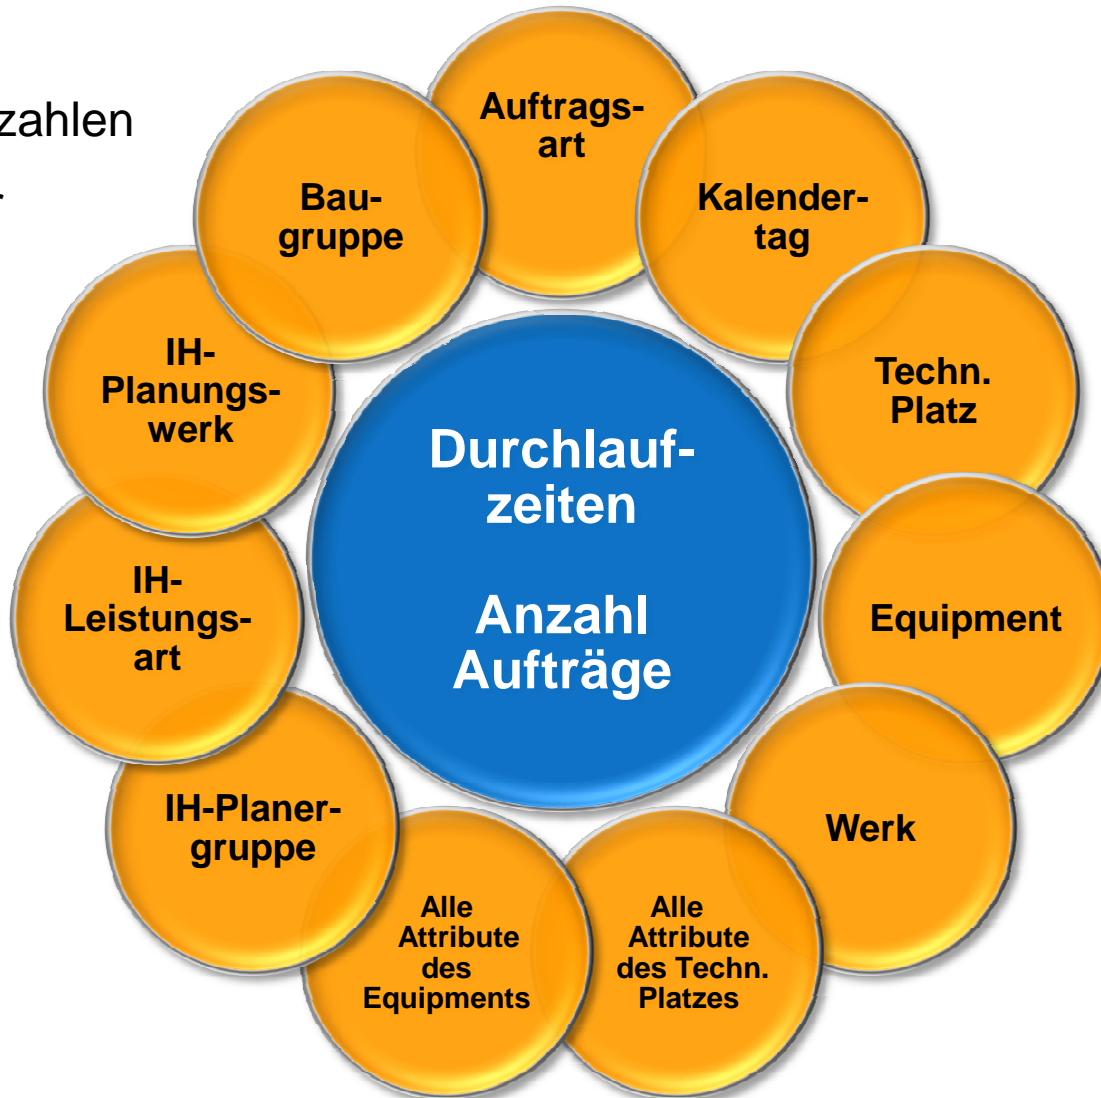 zahlen
Auftrags-
art
Kalender-
tag
Techn.
Platz
Equipment
Werk
Alle
Attribute
des Techn.
Platzes
Alle
Attribute
des
Equipments
IH-Planer-
gruppe
IH-
Leistungs-
art
IH-
Planungs-
werk
Bau-
gruppe
Durchlauf-
zeiten
Anzahl
Aufträge